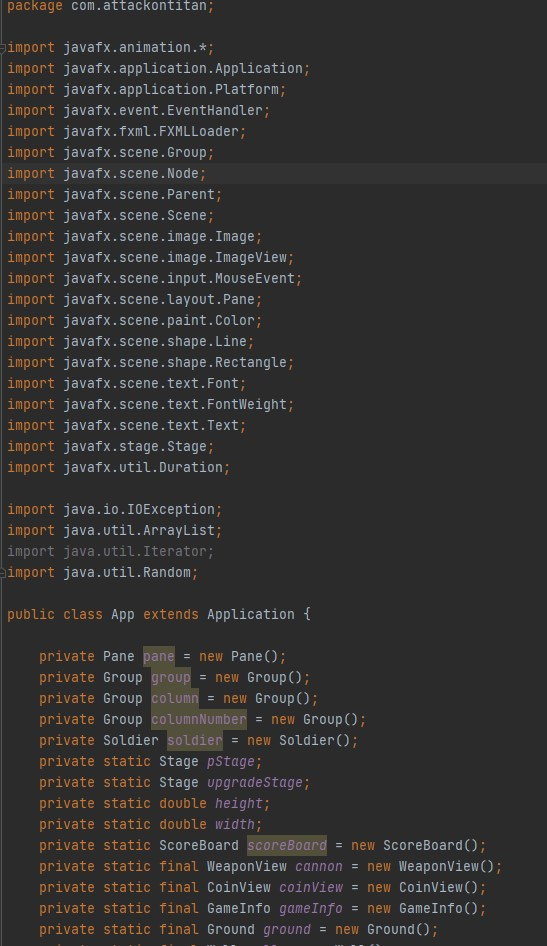 package com.attackontitan;
import javafx.animation.*;
import javafx.application.Application;
import javafx.application.Platform;
import javafx.event.EventHandler;
import javafx.fxml.FXMLLoader;
import javafx.scene.Group;
import javafx.scene.Node;
import javafx.scene.Parent;
import javafx.scene.Scene;
import javafx.scene.image.Image;
import javafx.scene.image.ImageView;
import javafx.scene.input.MouseEvent;
import javafx.scene.layout.Pane;
import javafx.scene.paint.Color;
import javafx.scene.shape.Line;
import javafx.scene.shape.Rectangle;
import javafx.scene.text.Font;
import javafx.scene.text.FontWeight;
import javafx.scene.text.Text;
import javafx.stage.Stage;
import javafx.util.Duration;
import java.io.IOException;
import java.util.ArrayList;
import java.util.Iterator;
import java.util.Random;
public class App extends Application {
private Pane pane = new Pane();
private Group group = new Group();
private Group column = new Group();
private Group columnNumber = new Group();
private Soldier soldier = new Soldier();
private static Stage pStage;
private static Stage upgradeStage;
private static double height;
private static double width;
private static ScoreBoard scoreBoard = new ScoreBoard();
private static final WeaponView cannon = new WeaponView();
private static final CoinView coinView = new CoinView();
private static final GameInfo gameInfo = new GameInfo();
private static final Ground ground = new Ground();